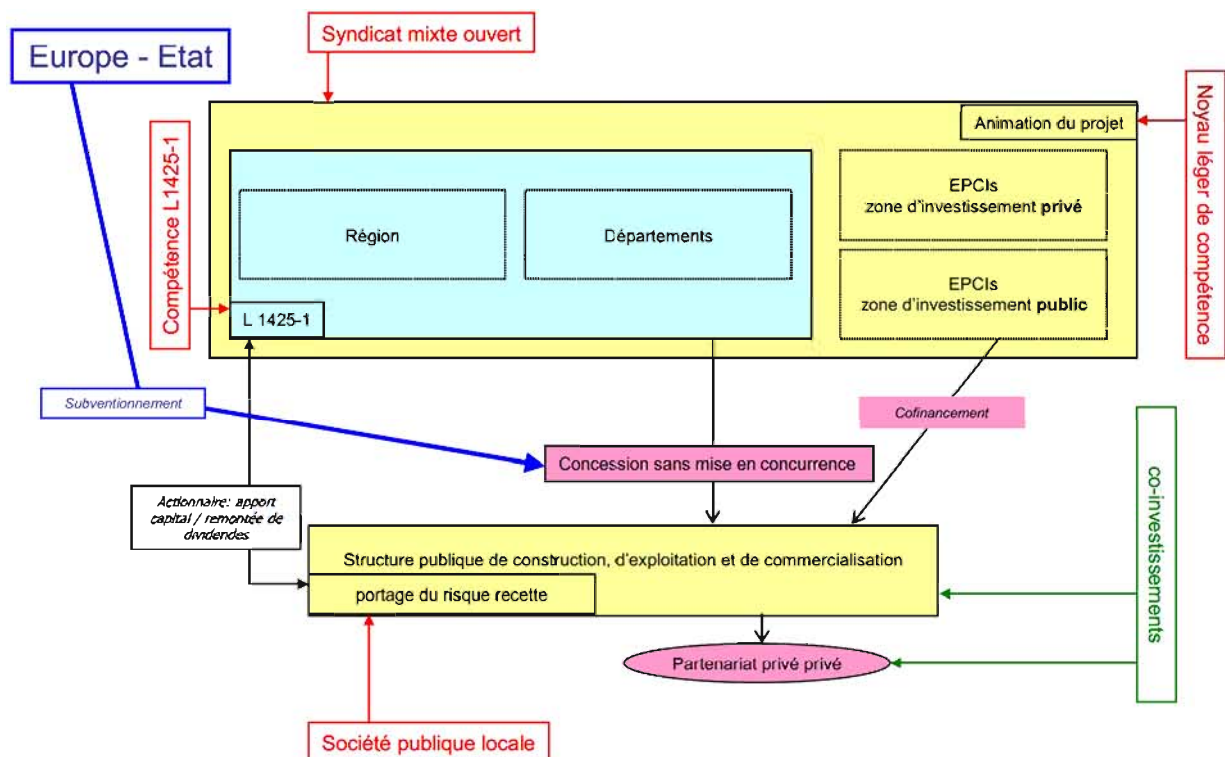 Syndicat mixte ouvert
Europe - Etat
Animation du projet
Noyau léger de compétence
Compétence L1425-1
Région
Départements
EPCIs
zone d'investissement privé
EPCIs
zone d'investissement public
L 1425-1
Subventionnement
Cofinancement
Concession sans mise en concurrence
co-investissements
Actionnaire: apport
capital / remontée de
dividendes
Structure publique de construction, d'exploitation et de commercialisation
portage du risque recette
Partenariat privé privé
Société publique locale